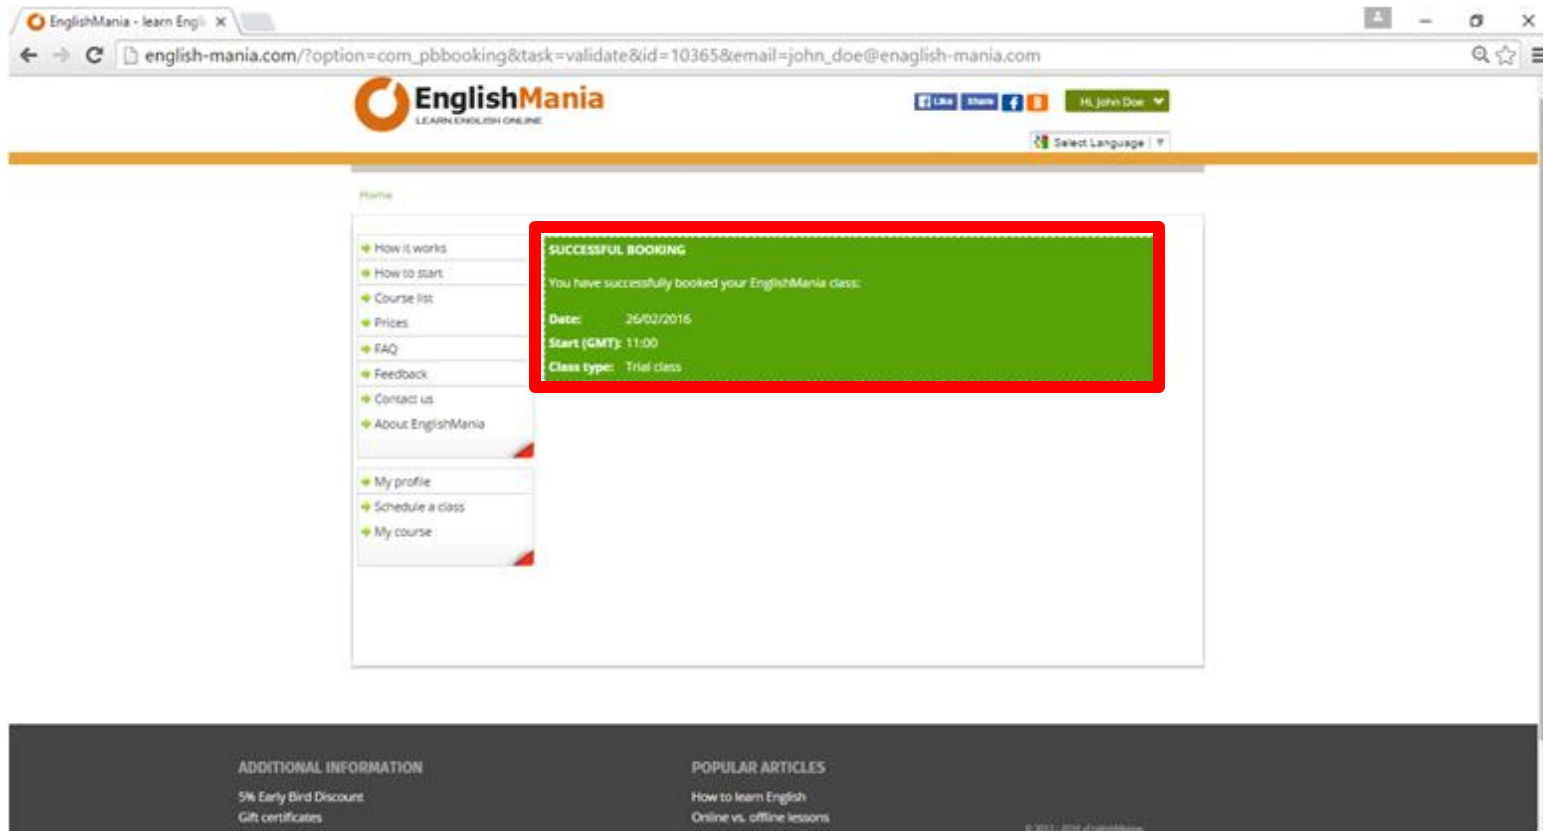 EnglishMania - learn Engli
english-mania.com/?option=com_pbbooking&task=validate&id=10365&email=john_doe@enaglish-mania.com
EnglishMania
LEARN ENGLISH ONLINE
Like Share
Hi, John Doe
Select Language
Home
How it works
How to start
Course list
Prices
FAQ
Feedback
Contact us
About EnglishMania
My profile
Schedule a class
My course
SUCCESSFUL BOOKING
You have successfully booked your EnglishMania class:
Date: 26/02/2016
Start (GMT): 11:00
Class type: Trial class
ADDITIONAL INFORMATION
5% Early Bird Discount
Gift certificates
POPULAR ARTICLES
How to learn English
Online vs. offline lessons